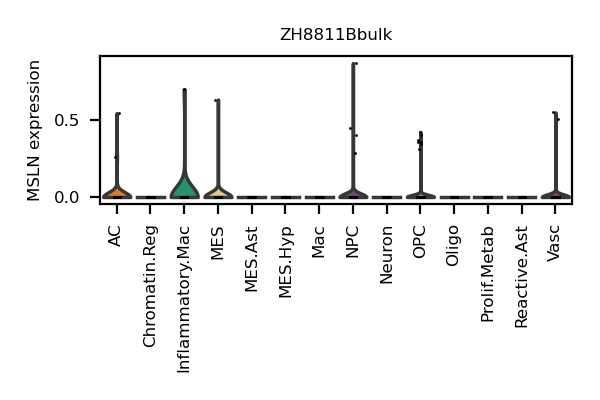 ZH8811Bbulk
MSLN expression
0.5
0.0
AC
Chromatin.Reg
Inflammatory.Mac
MES
MES.Ast
MES.Hyp
Mac
NPC
Neuron
OPC
Oligo
Prolif.Metab
Reactive.Ast
Vasc